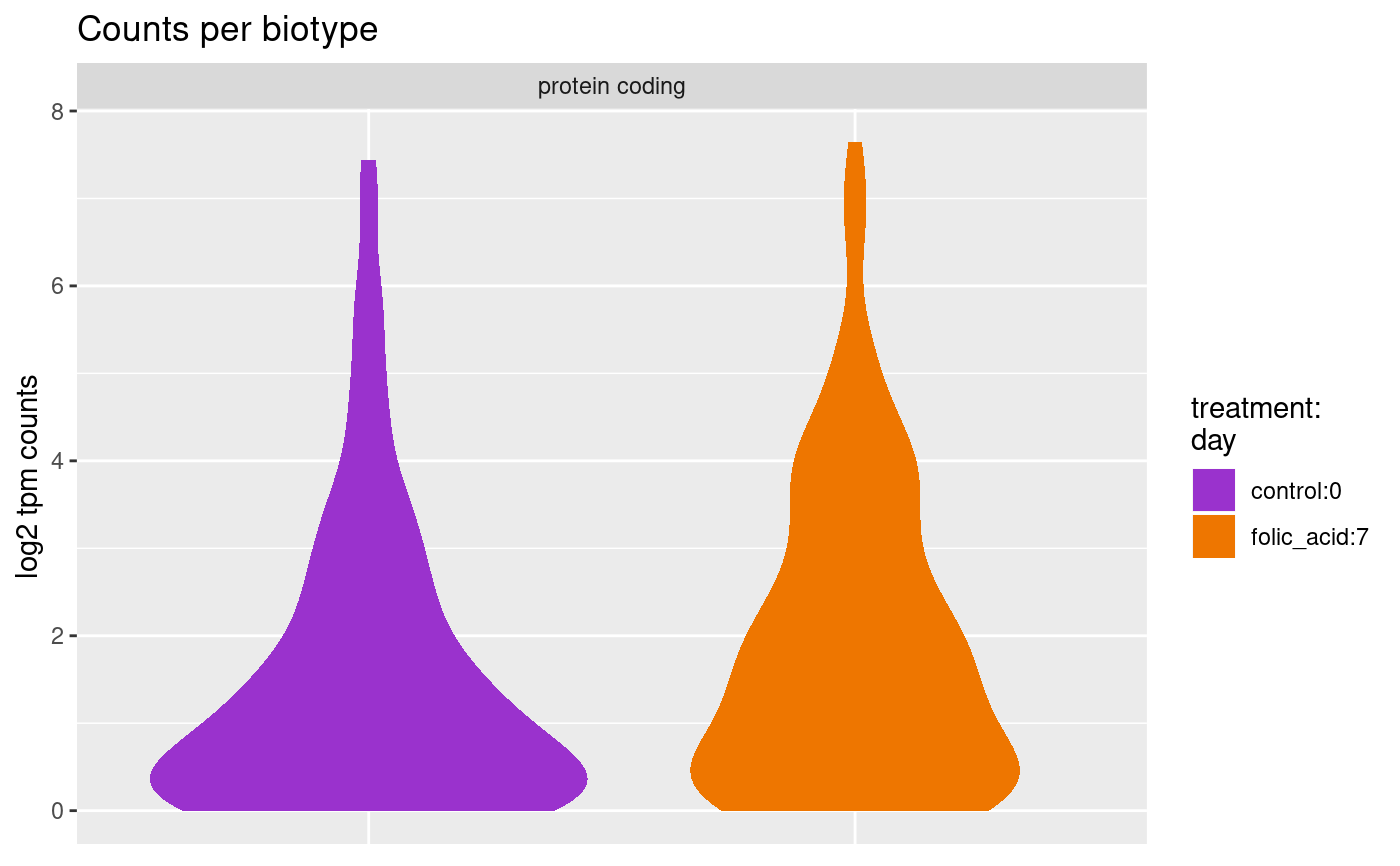 Counts per biotype
protein coding
8
6
4
2
0
log2 tpm counts
treatment:
day
control:0
folic_acid:7